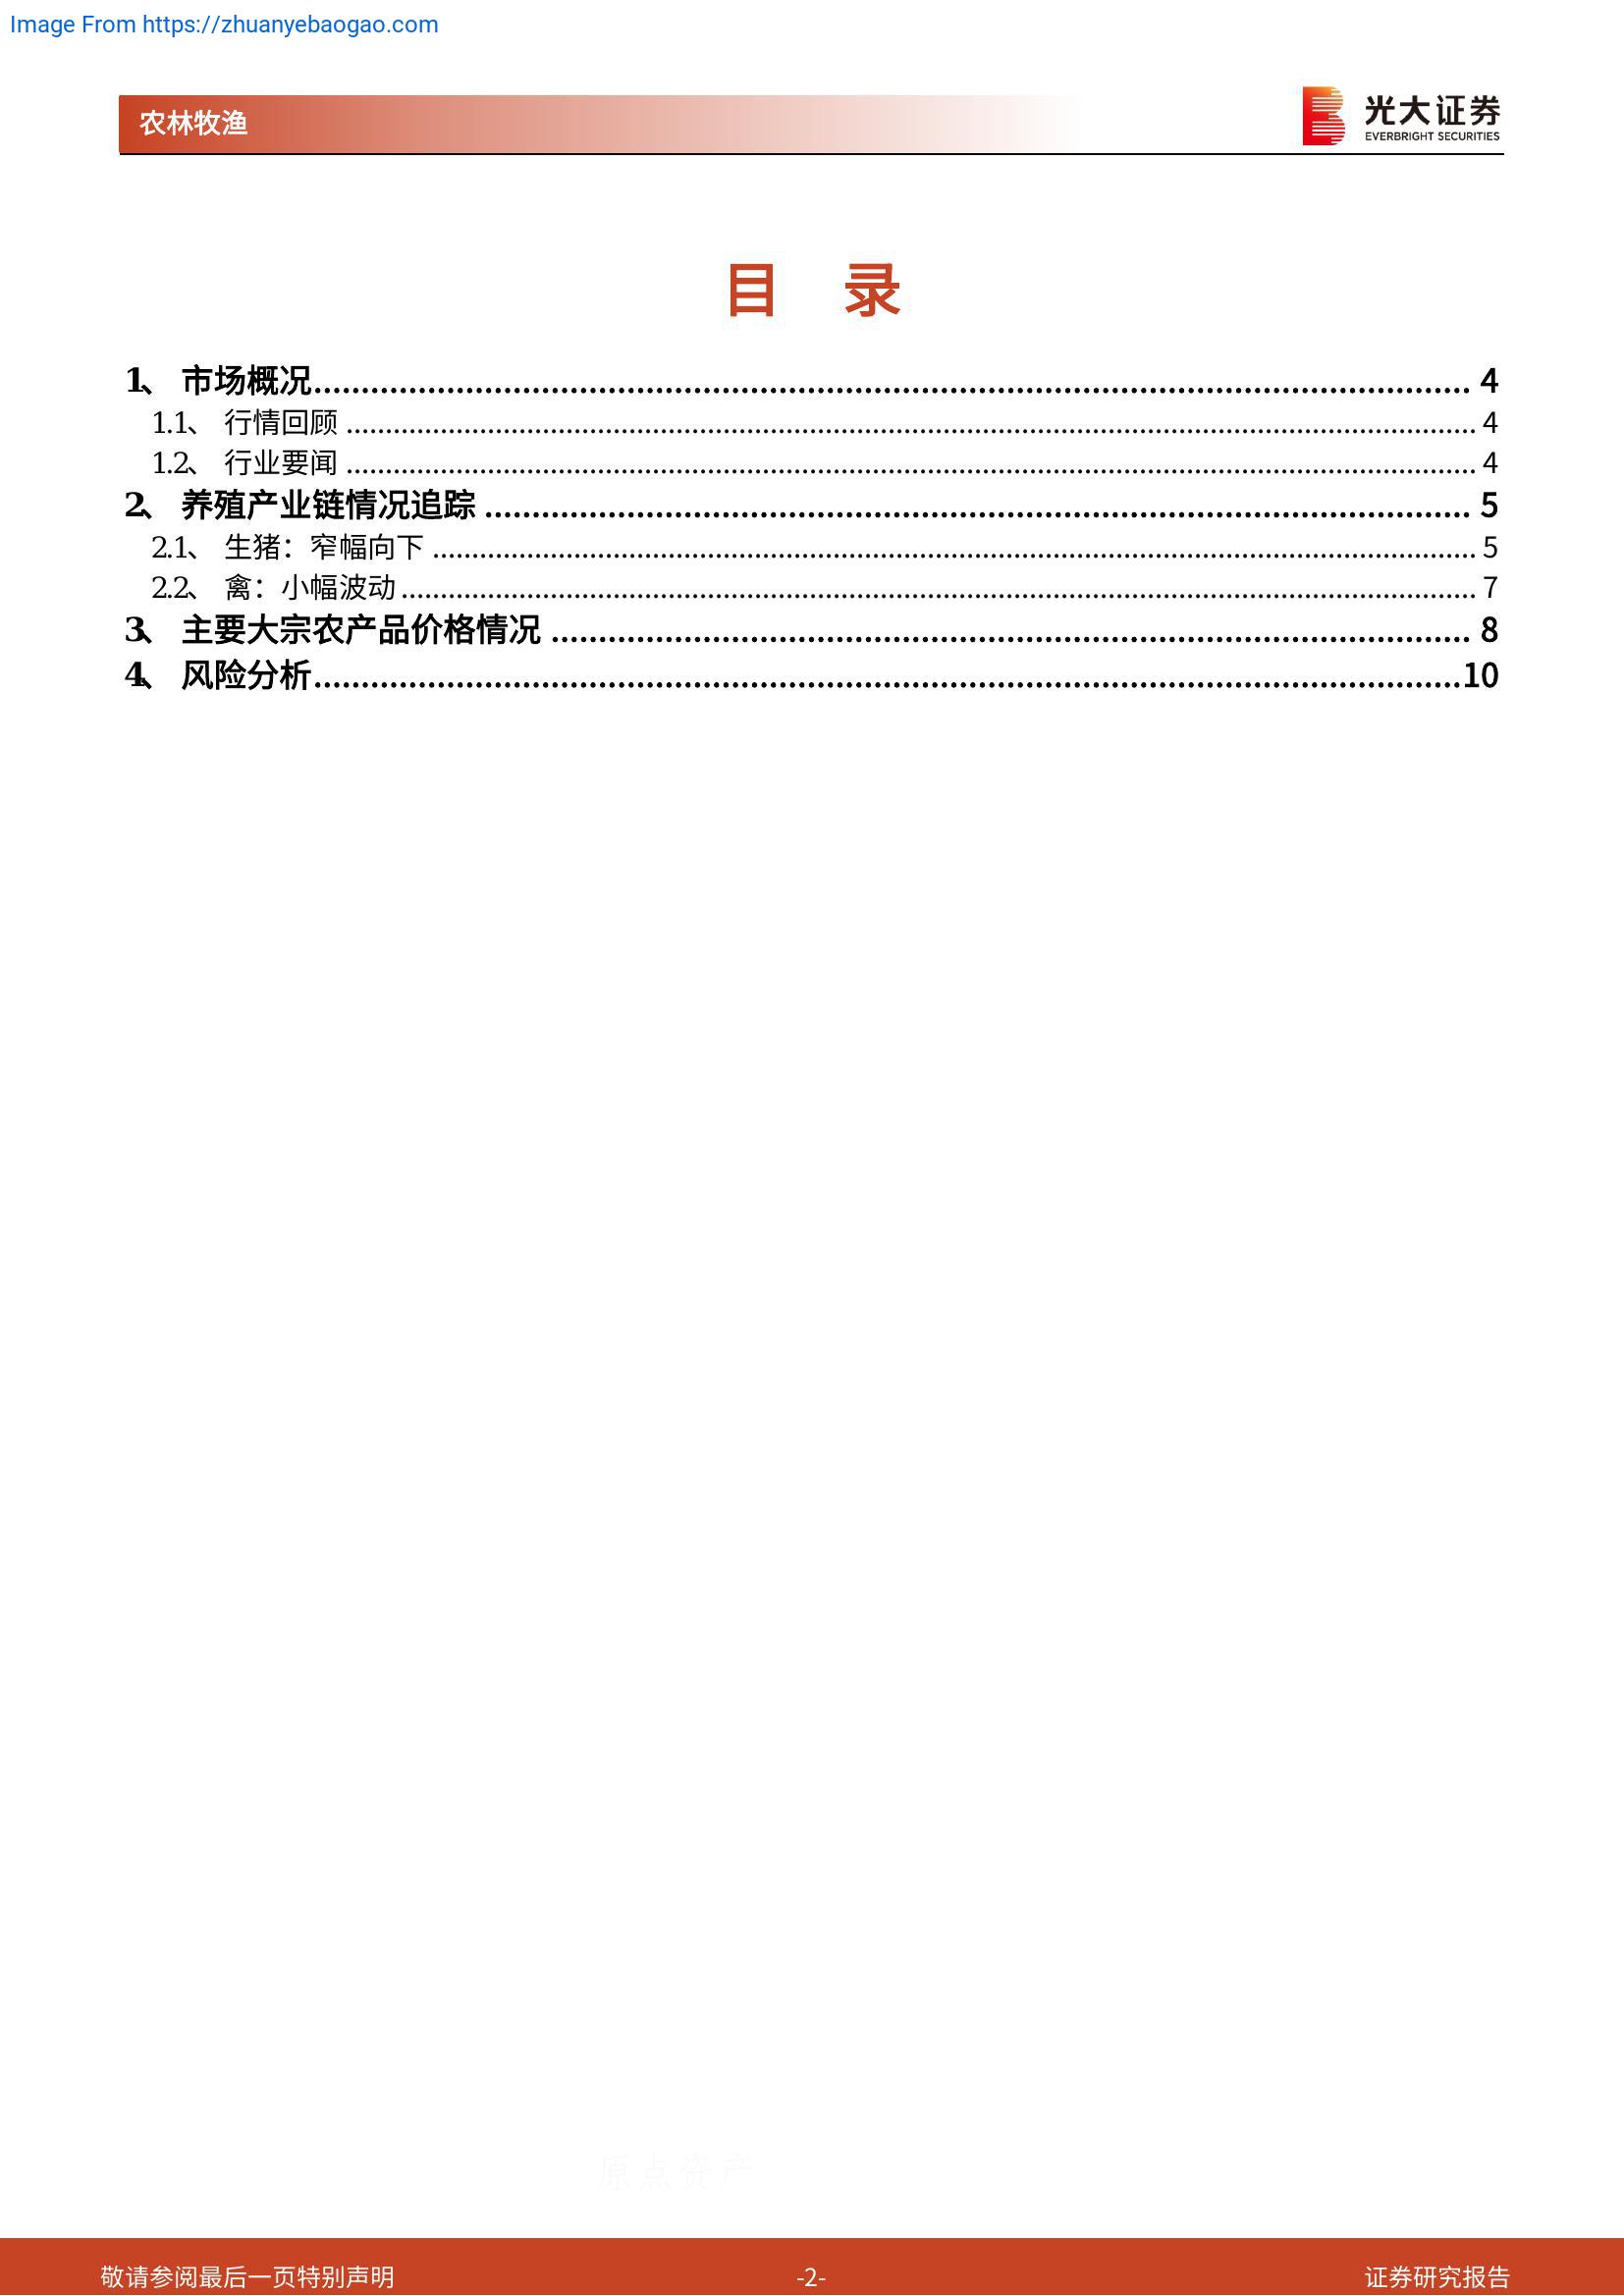 Image From https://zhuanyebaogao.com
农林牧渔
光大证券
EVERBRIGHT SECURITIES
目 录
1、 市场概况 4
1.1、 行情回顾 4
1.2、 行业要闻 4
2、 养殖产业链情况追踪 5
2.1、 生猪：窄幅向下 5
2.2、 禽：小幅波动 7
3、 主要大宗农产品价格情况 8
4、 风险分析 10
原点资产
敬请参阅最后一页特别声明 -2- 证券研究报告